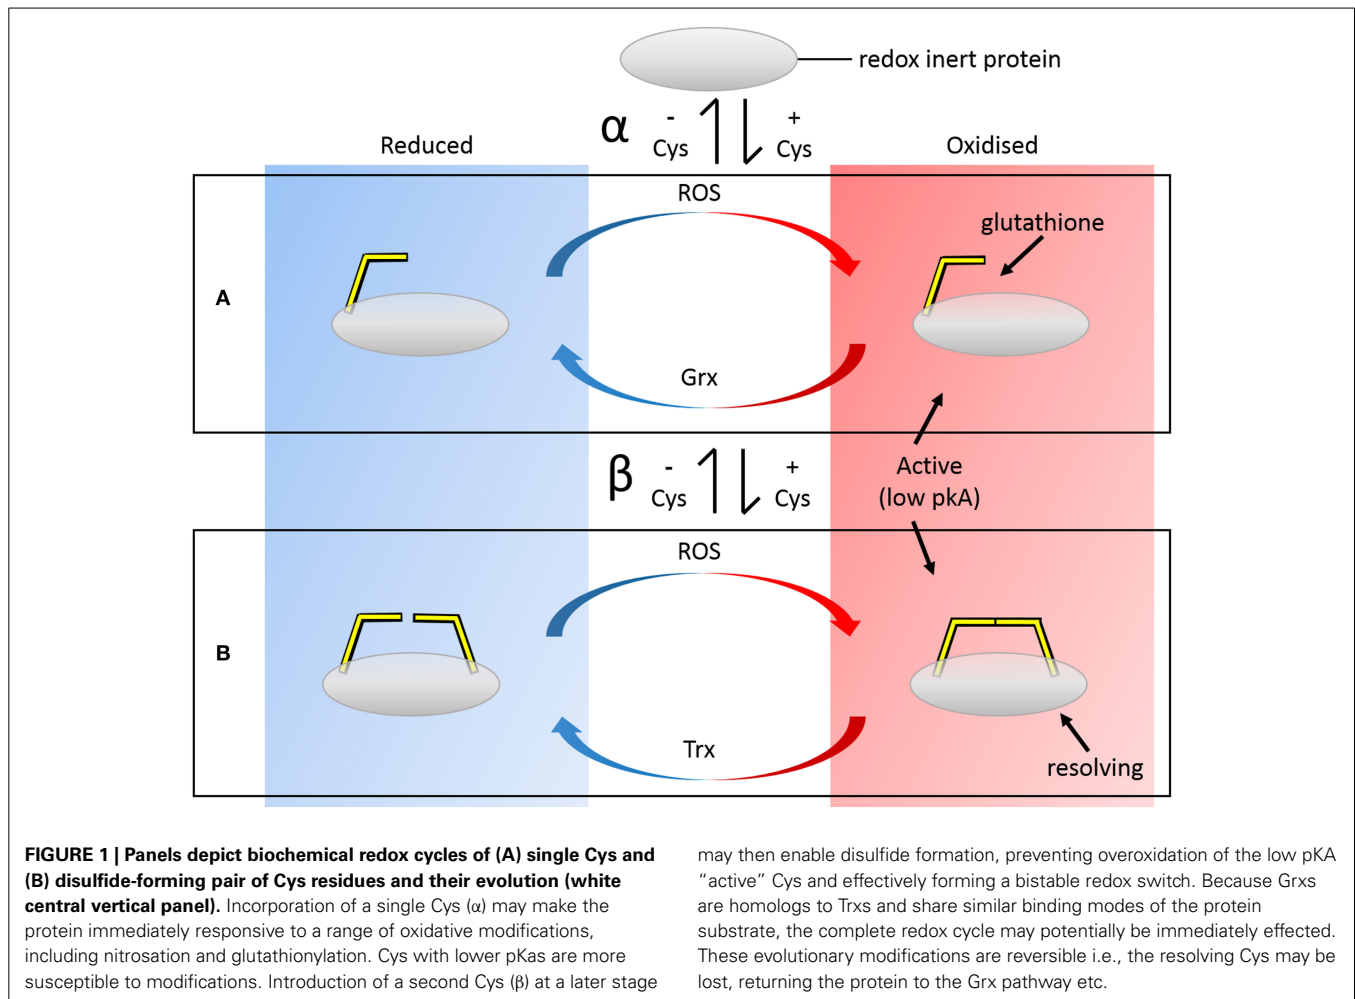 redox inert protein
α
-
Cys
+
Cys
Reduced
Oxidised
ROS
glutathione
A
Grx
β
-
Cys
+
Cys
Active
(low pkA)
ROS
B
Trx
resolving
FIGURE 1 | Panels depict biochemical redox cycles of (A) single Cys and
(B) disulfide-forming pair of Cys residues and their evolution (white
central vertical panel). Incorporation of a single Cys (α) may make the
protein immediately responsive to a range of oxidative modifications,
including nitrosation and glutathionylation. Cys with lower pKas are more
susceptible to modifications. Introduction of a second Cys (β) at a later stage
may then enable disulfide formation, preventing overoxidation of the low pKA
“active” Cys and effectively forming a bistable redox switch. Because Grxs
are homologs to Trxs and share similar binding modes of the protein
substrate, the complete redox cycle may potentially be immediately effected.
These evolutionary modifications are reversible i.e., the resolving Cys may be
lost, returning the protein to the Grx pathway etc.